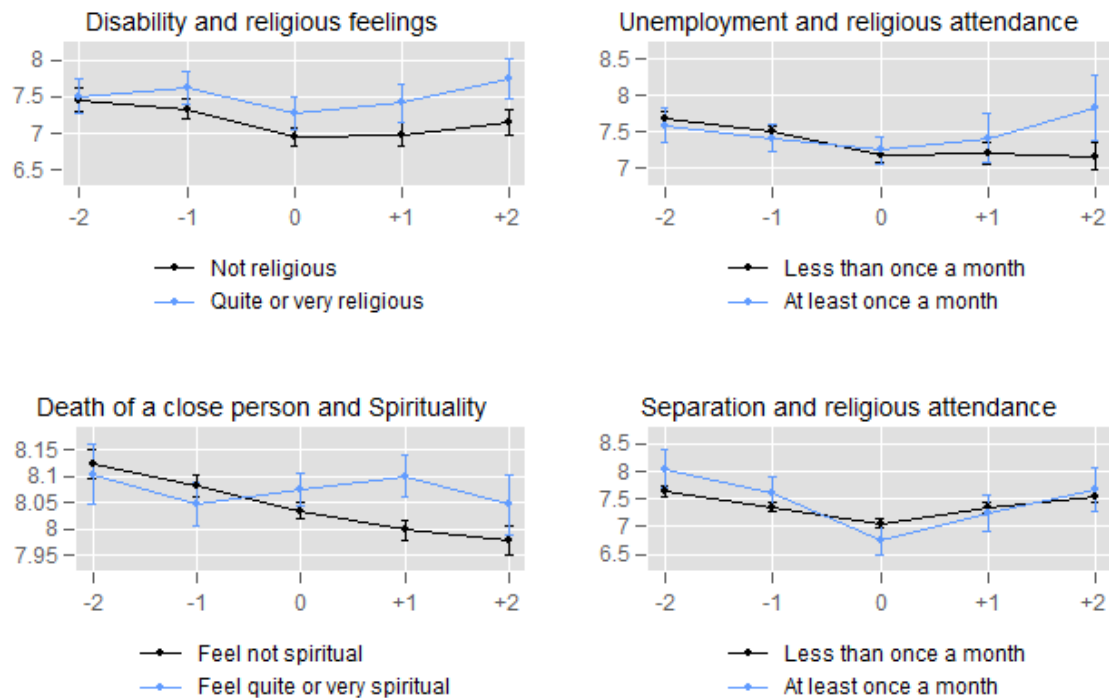 Disability and religious feelings
8
7.5
7
6.5
-2 -1 0 +1 +2
Not religious
Quite or very religious
Unemployment and religious attendance
8.5
8
7.5
7
-2 -1 0 +1 +2
Less than once a month
At least once a month
Death of a close person and Spirituality
8.15
8.1
8.05
8
7.95
-2 -1 0 +1 +2
Feel not spiritual
Feel quite or very spiritual
Separation and religious attendance
8.5
8
7.5
7
6.5
-2 -1 0 +1 +2
Less than once a month
At least once a month